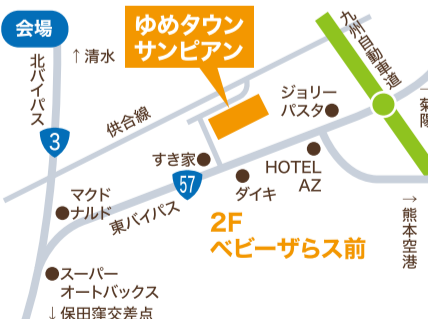 会場
ゆめタウン
サンピアン
↑清水
北バイパス
九州自動車道
供合線
ジョリー
パスタ
3
すき家
57
HOTEL
AZ
ダイキ
マクド
ナルド
東バイパス
2F
ベビーザらス前
→熊本空港
スーパー
オートバックス
↓保田窪交差点